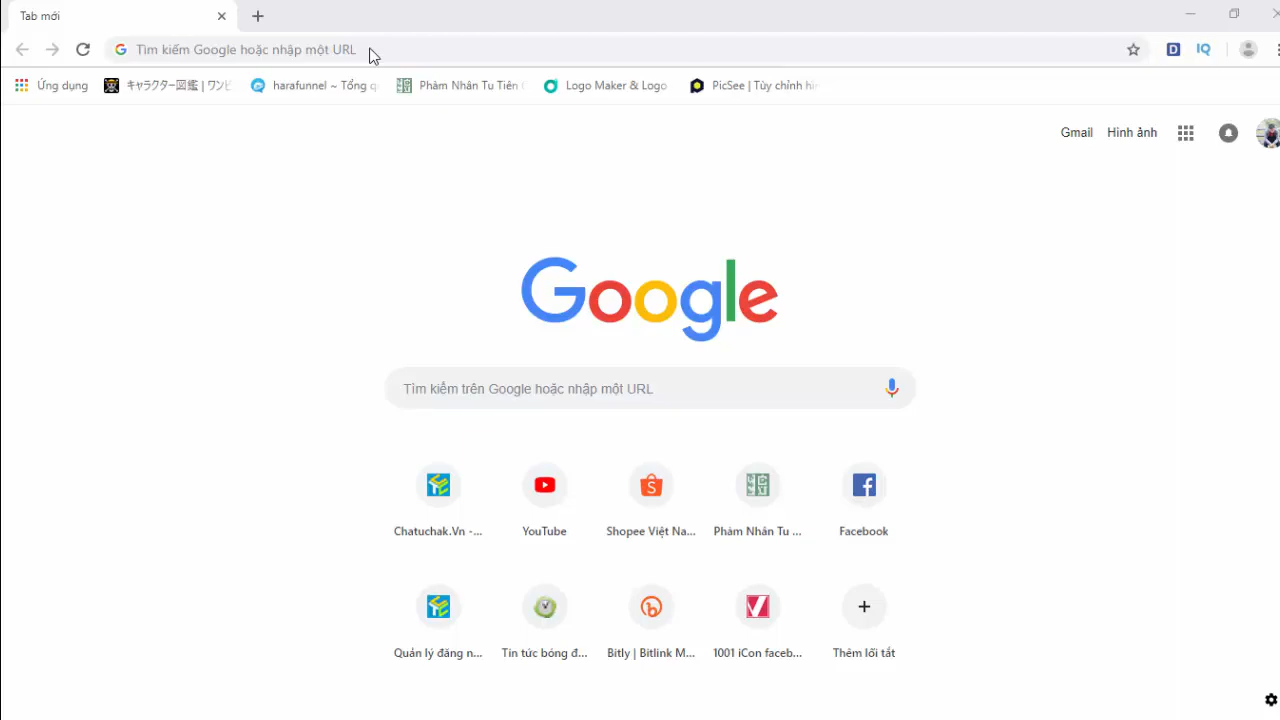 Tab mới
Tìm kiếm Google hoặc nhập một URL
D IQ
Ứng dụng キャラクター図鑑 | ワンピ harafunnel ~ Tổng q Phàm Nhân Tu Tiên Logo Maker & Logo PicSee | Tùy chỉnh
Gmail Hình ảnh
Google
Tìm kiếm trên Google hoặc nhập một URL
Chatuchak.Vn -... YouTube Shopee Việt Na... Phàm Nhân Tu ... Facebook
Quản lý đăng n... Tin tức bóng đ... Bitly | Bitlink M... 1001 iCon faceb... Thêm lối tắt